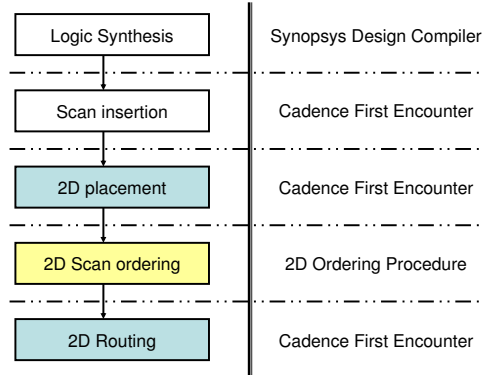 Logic Synthesis
Synopsys Design Compiler
Scan insertion
Cadence First Encounter
2D placement
Cadence First Encounter
2D Scan ordering
2D Ordering Procedure
2D Routing
Cadence First Encounter